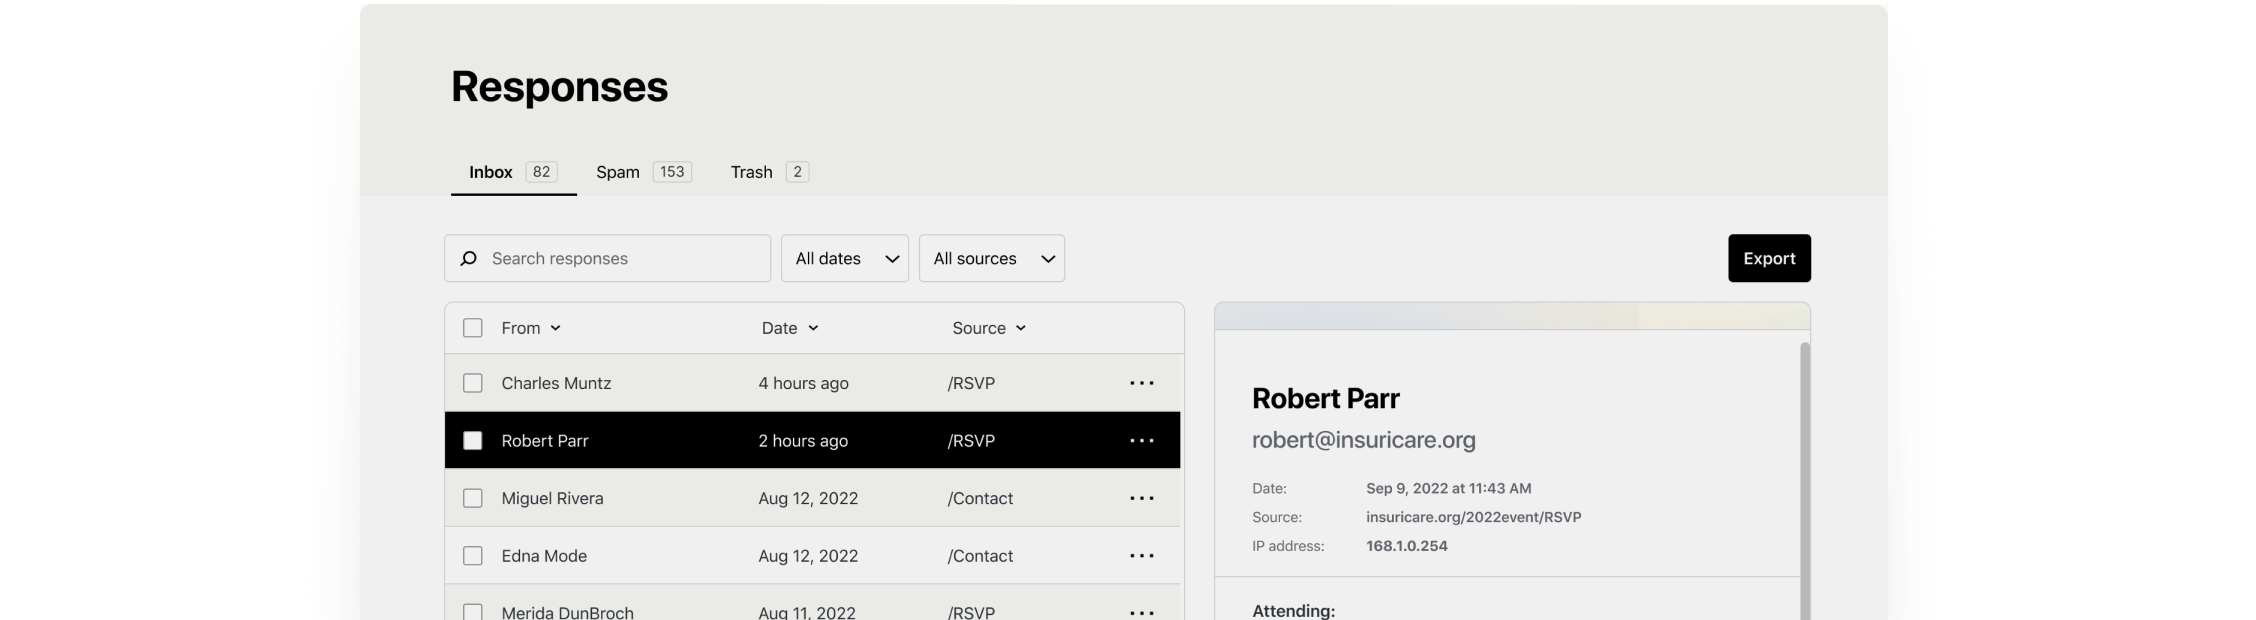 Responses
Inbox 82 Spam 153 Trash 2
Search responses All dates All sources Export
From Date Source
Charles Muntz 4 hours ago /RSVP
Robert Parr 2 hours ago /RSVP
Miguel Rivera Aug 12, 2022 /Contact
Edna Mode Aug 12, 2022 /Contact
Merida DunBroch Aug 11, 2022 /RSVP
Robert Parr
robert@insuricare.org
Date: Sep 9, 2022 at 11:43 AM
Source: insuricare.org/2022event/RSVP
IP address: 168.1.0.254
Attending: